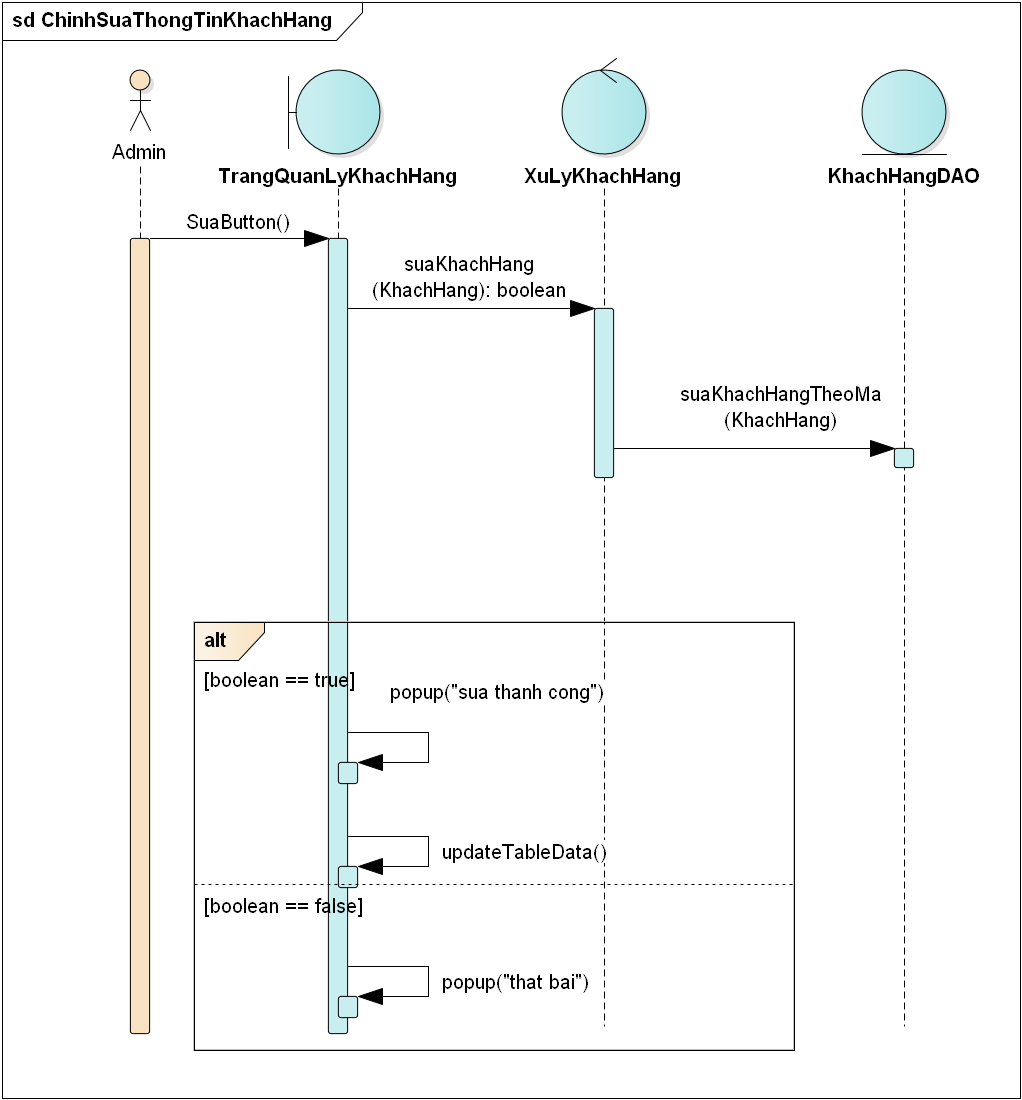 sd ChinhSuaThongTinKhachHang
Admin
TrangQuanLyKhachHang
XuLyKhachHang
KhachHangDAO
SuaButton()
suaKhachHang
(KhachHang): boolean
suaKhachHangTheoMa
(KhachHang)
alt
[boolean == true]
popup("sua thanh cong")
updateTableData()
[boolean == false]
popup("that bai")